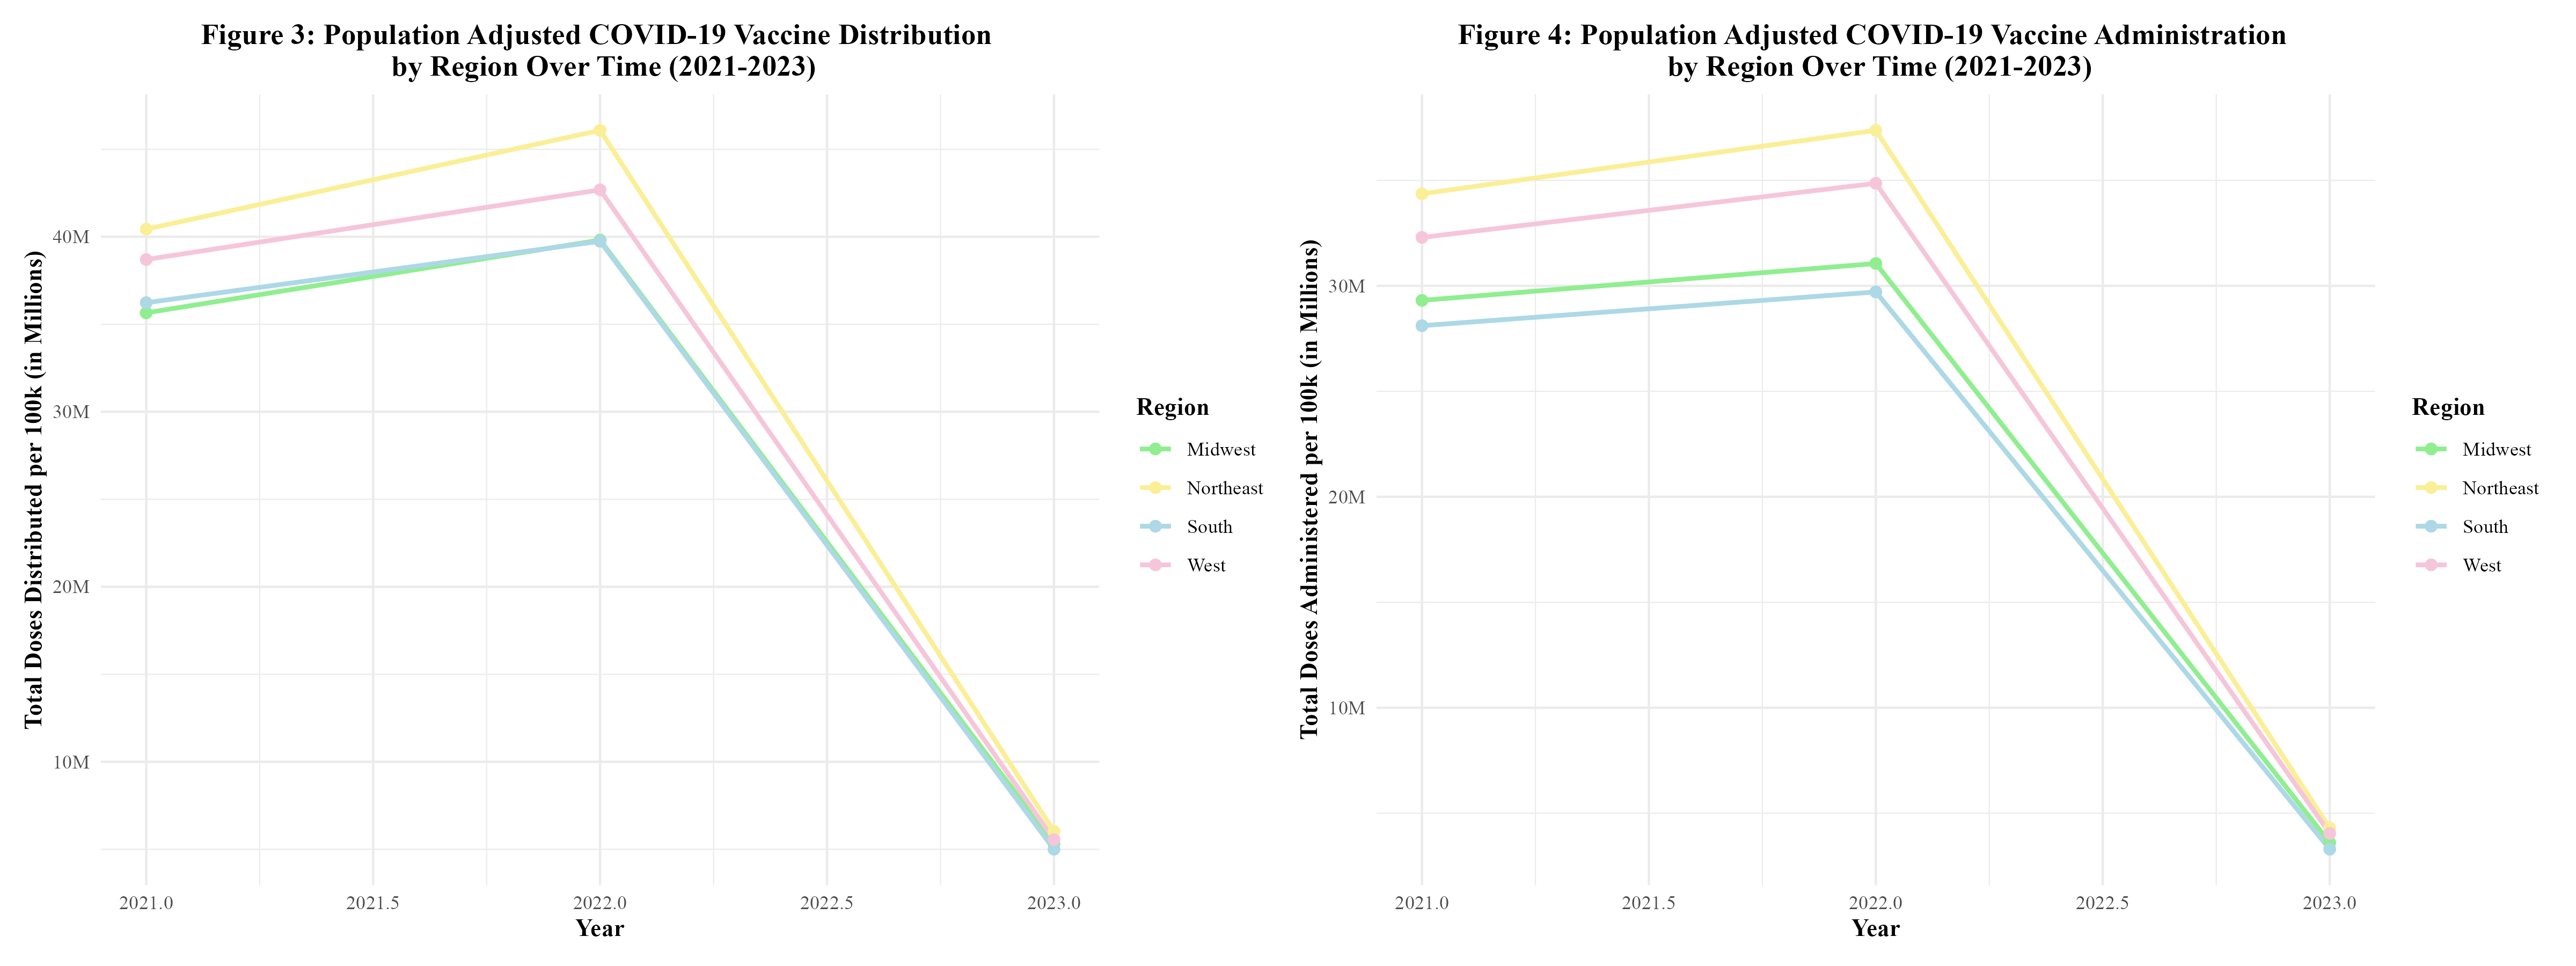 Figure 3: Population Adjusted COVID-19 Vaccine Distribution
by Region Over Time (2021-2023)
Total Doses Distributed per 100k (in Millions)
40M
30M
20M
10M
2021.0
2021.5
2022.0
2022.5
2023.0
Year
Region
Midwest
Northeast
South
West
Figure 4: Population Adjusted COVID-19 Vaccine Administration
by Region Over Time (2021-2023)
Total Doses Administered per 100k (in Millions)
30M
20M
10M
2021.0
2021.5
2022.0
2022.5
2023.0
Year
Region
Midwest
Northeast
South
West